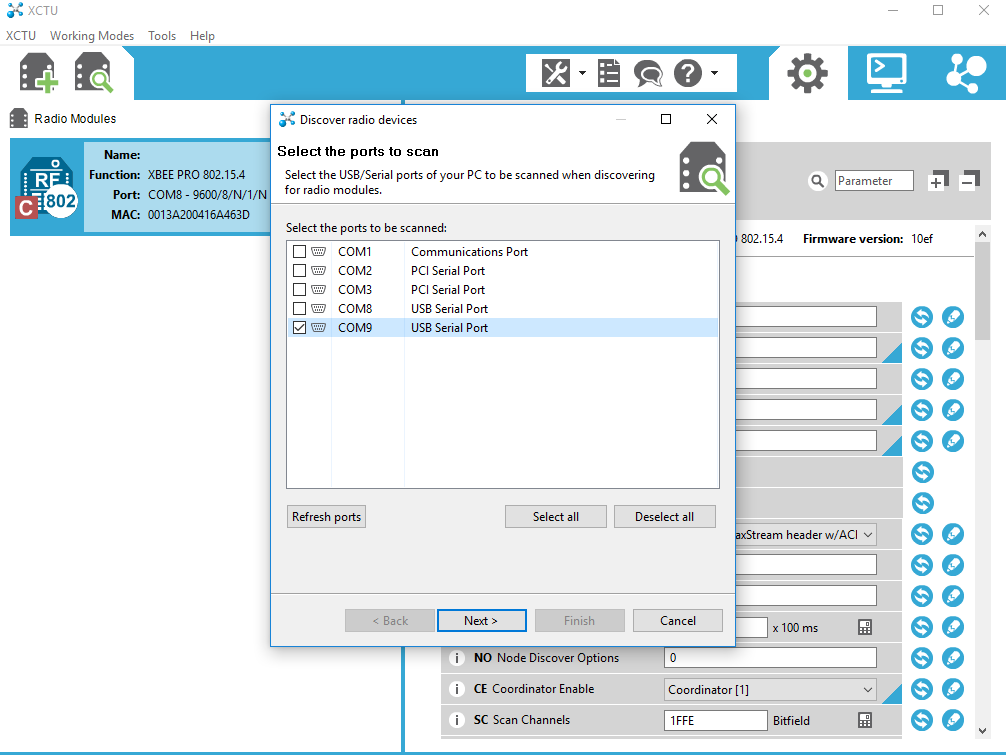 XCTU
XCTU Working Modes Tools Help
Radio Modules
RF
802
C
Name:
Function: XBEE PRO 802.15.4
Port: COM8 - 9600/8/N/1/N
MAC: 0013A200416A463D
Discover radio devices
Select the ports to scan
Select the USB/Serial ports of your PC to be scanned when discovering
for radio modules.
Select the ports to be scanned:
COM1 Communications Port
COM2 PCI Serial Port
COM3 PCI Serial Port
COM8 USB Serial Port
COM9 USB Serial Port
Refresh ports Select all Deselect all
< Back Next > Finish Cancel
Parameter
802.15.4 Firmware version: 10ef
axStream header w/ACI
x 100 ms
i NO Node Discover Options 0
i CE Coordinator Enable Coordinator [1]
i SC Scan Channels 1FFE Bitfield